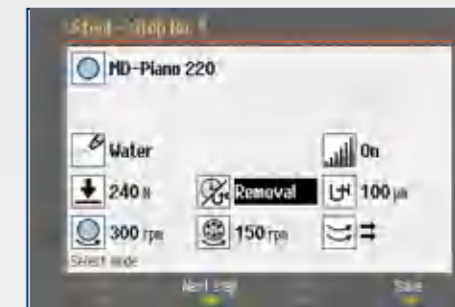 Steel - Step No. 1
MD-Piano 220
Water
On
240 N
Removal
100 µm
300 rpm
150 rpm
Select mode
Next step
Save